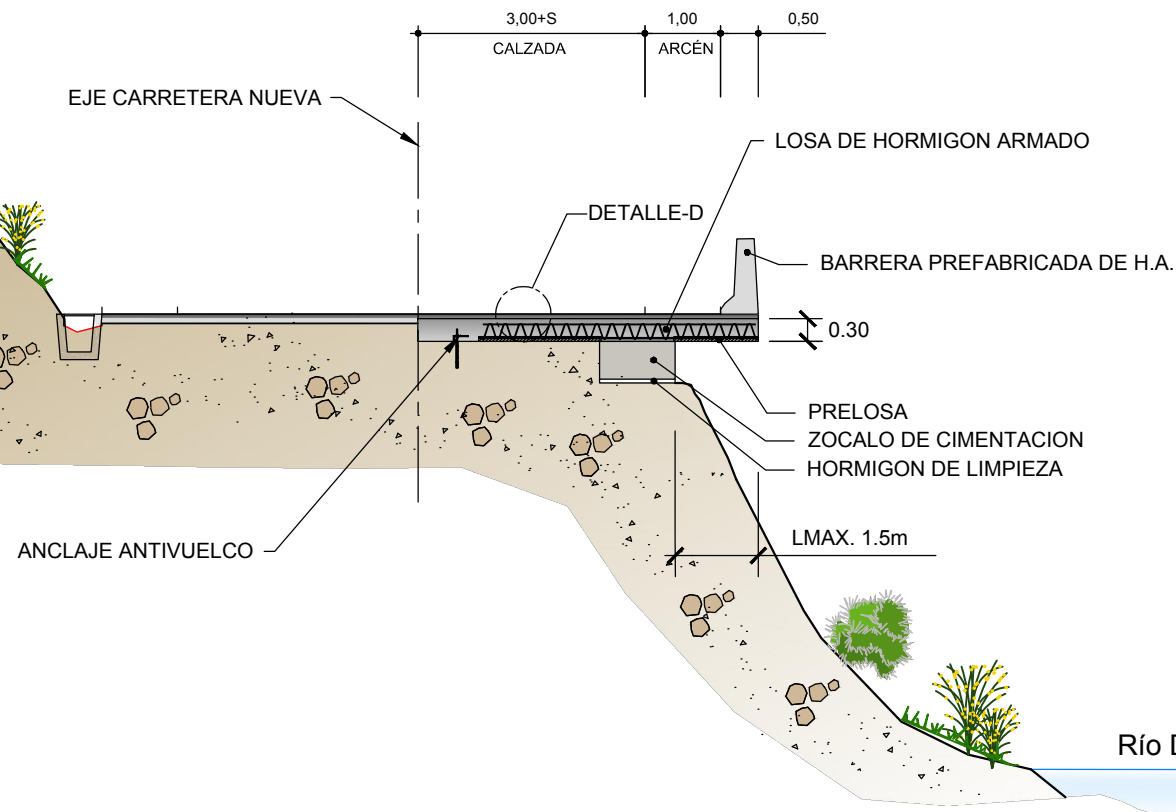 3,00+S 1,00 0,50
CALZADA ARCÉN
EJE CARRETERA NUEVA
LOSA DE HORMIGON ARMADO
DETALLE-D
BARRERA PREFABRICADA DE H.A.
0.30
PRELOSA
ZOCALO DE CIMENTACION
HORMIGON DE LIMPIEZA
ANCLAJE ANTIVUELCO
LMAX. 1.5m
Río